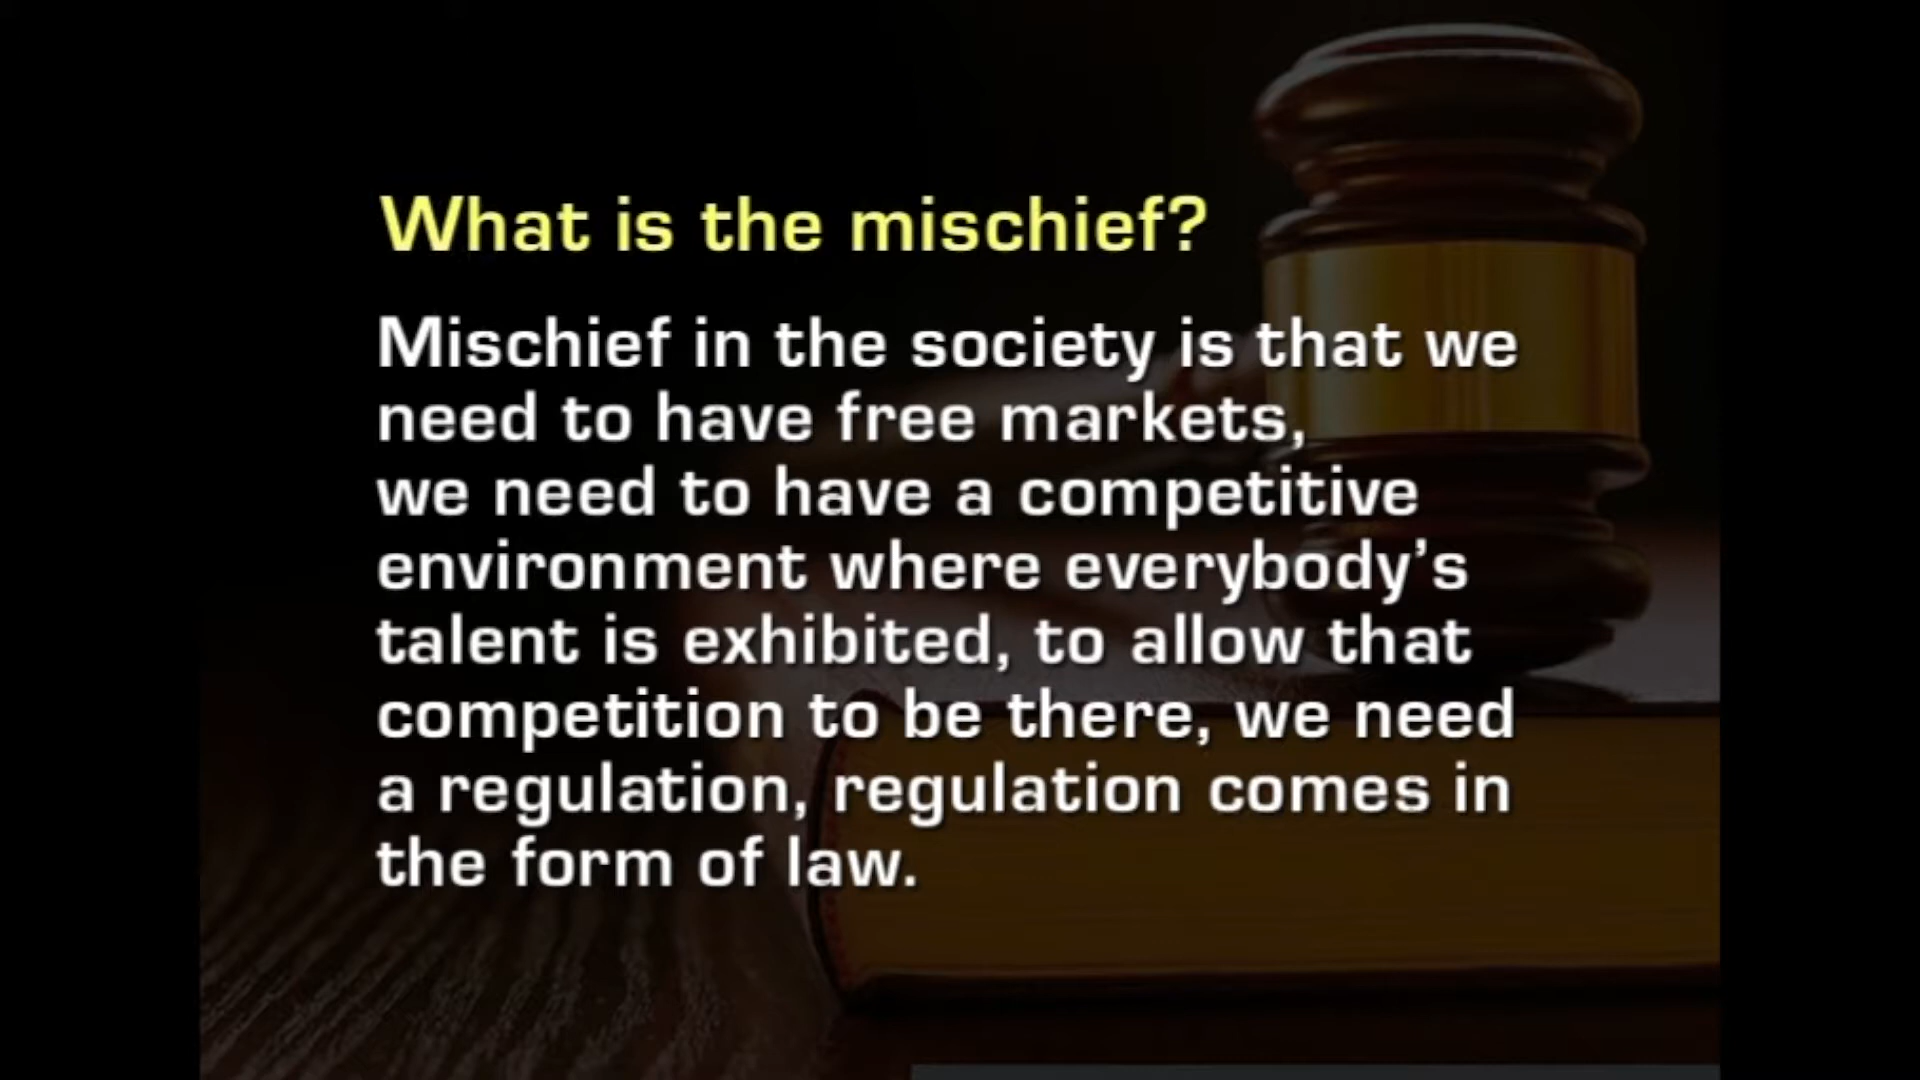 What is the mischief?
Mischief in the society is that we
need to have free markets,
we need to have a competitive
environment where everybody’s
talent is exhibited, to allow that
competition to be there, we need
a regulation, regulation comes in
the form of law.